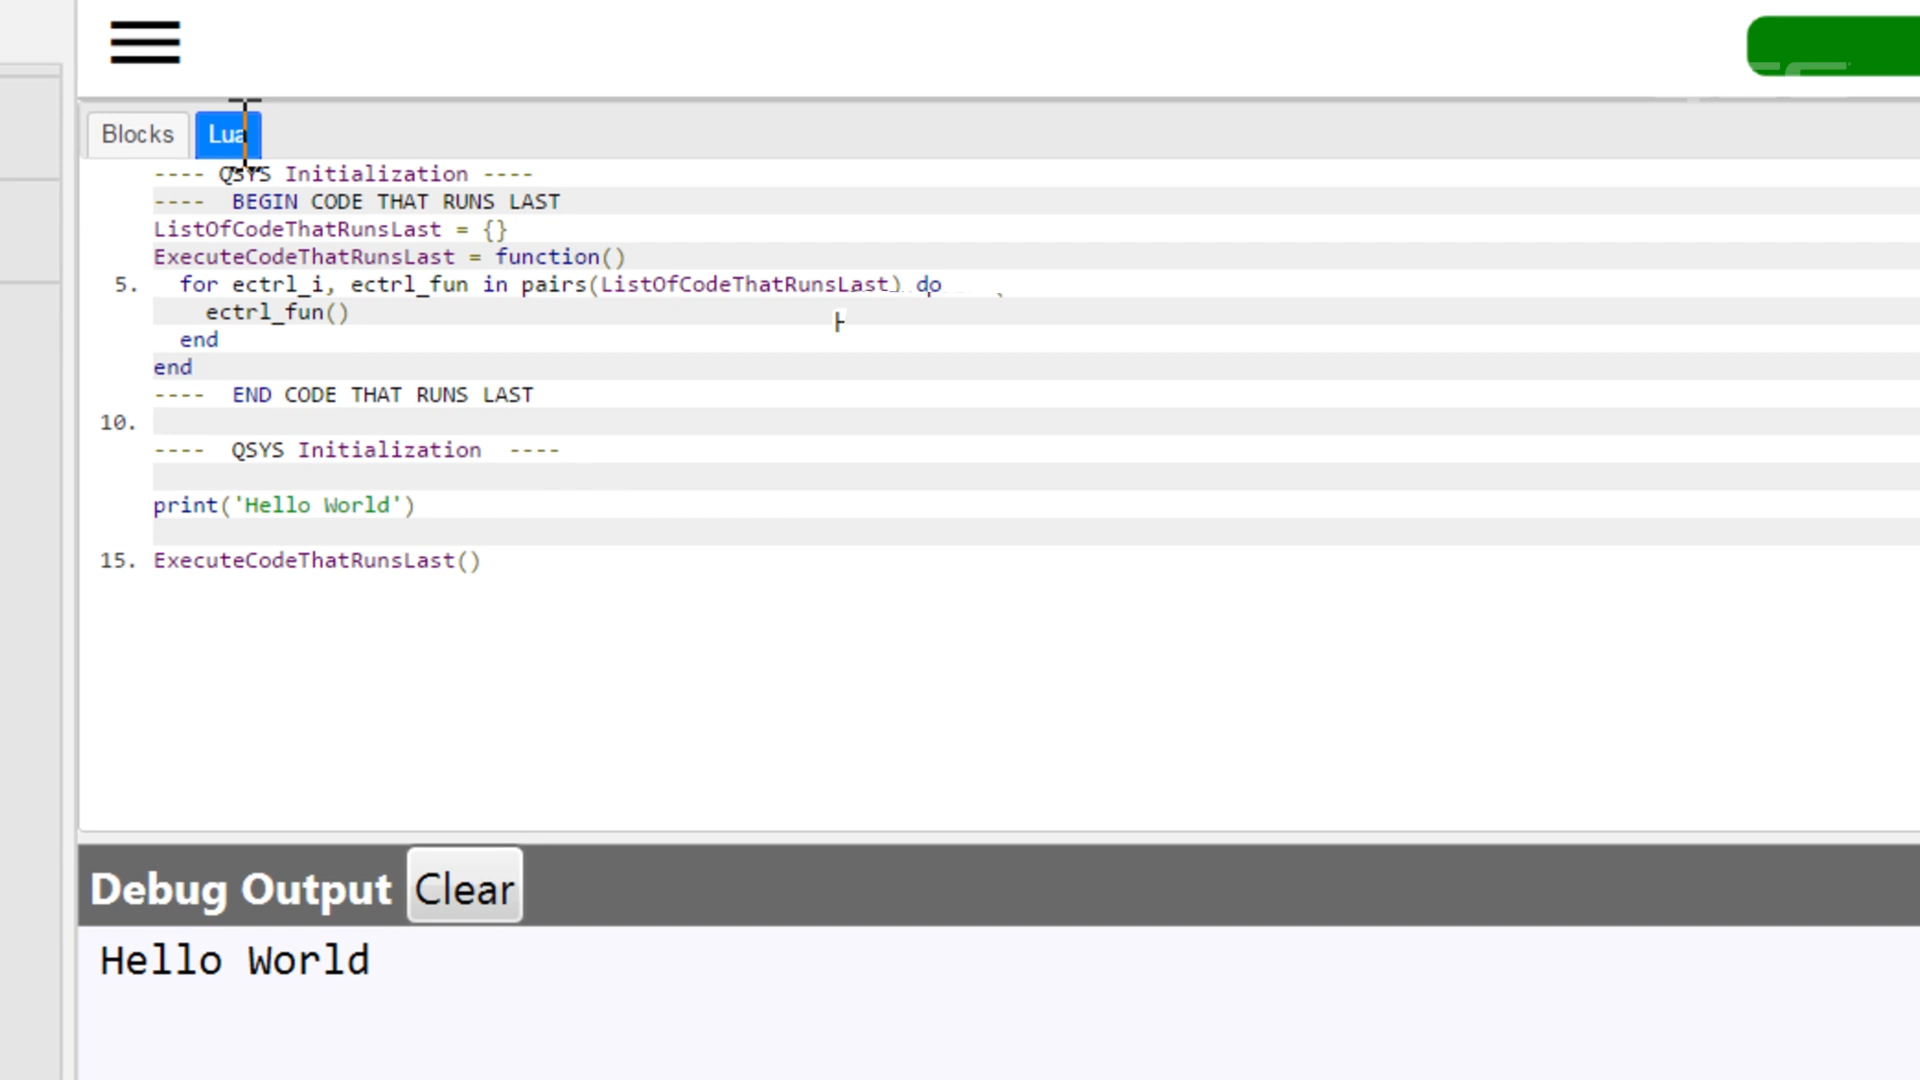 Blocks Lua
---- QSYS Initialization ----
---- BEGIN CODE THAT RUNS LAST
ListOfCodeThatRunsLast = {}
ExecuteCodeThatRunsLast = function()
5. for ectrl_i, ectrl_fun in pairs(ListOfCodeThatRunsLast) do
ectrl_fun()
end
end
---- END CODE THAT RUNS LAST
10.
---- QSYS Initialization ----
print('Hello World')
15. ExecuteCodeThatRunsLast()
Debug Output Clear
Hello World